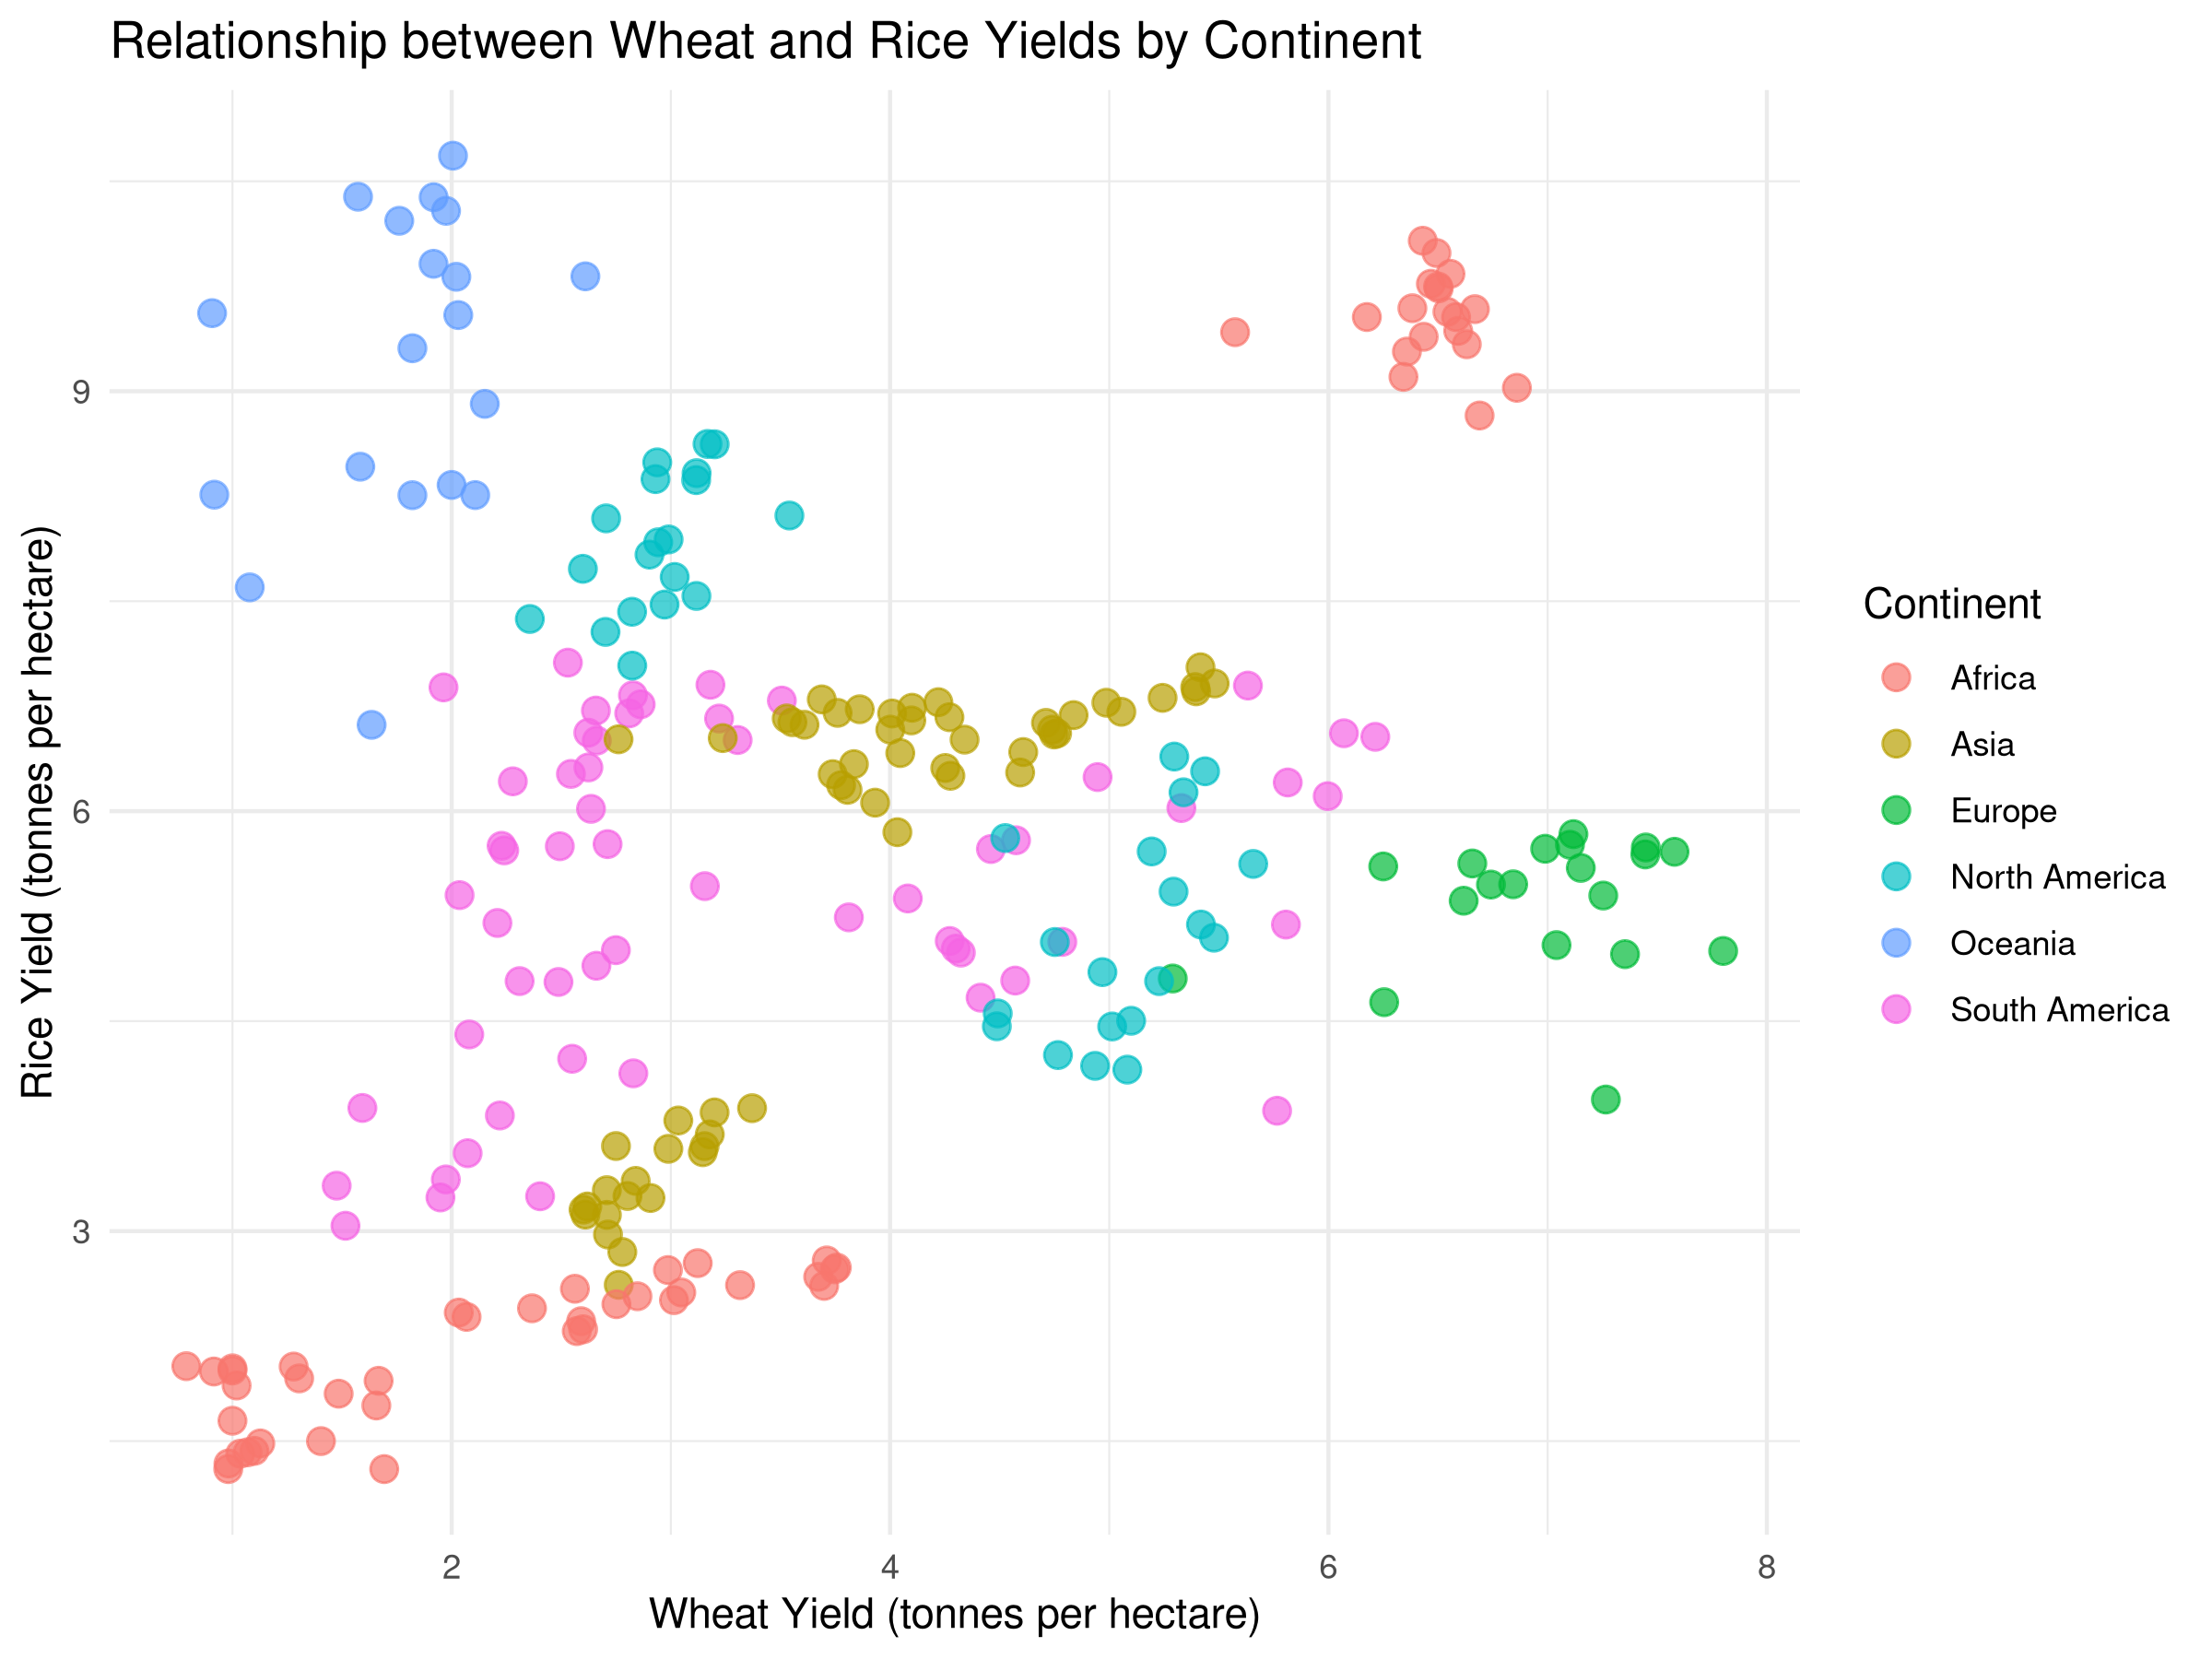 Relationship between Wheat and Rice Yields by Continent
Rice Yield (tonnes per hectare)
9
6
3
2
4
6
8
Wheat Yield (tonnes per hectare)
Continent
Africa
Asia
Europe
North America
Oceania
South America